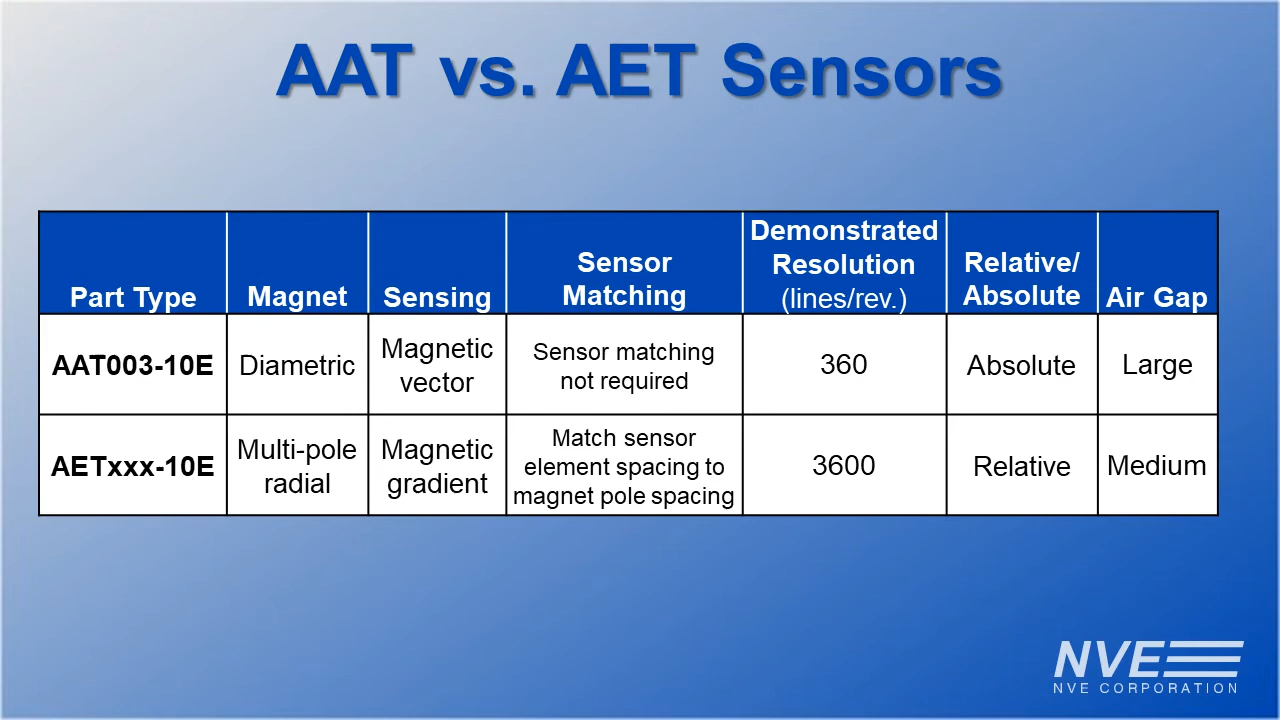 AAT vs. AET Sensors
Part Type
Magnet
Sensing
Sensor
Matching
Demonstrated
Resolution
(lines/rev.)
Relative/
Absolute
Air Gap
AAT003-10E
Diametric
Magnetic
vector
Sensor matching
not required
360
Absolute
Large
AETxxx-10E
Multi-pole
radial
Magnetic
gradient
Match sensor
element spacing to
magnet pole spacing
3600
Relative
Medium
NVE
NVE CORPORATION